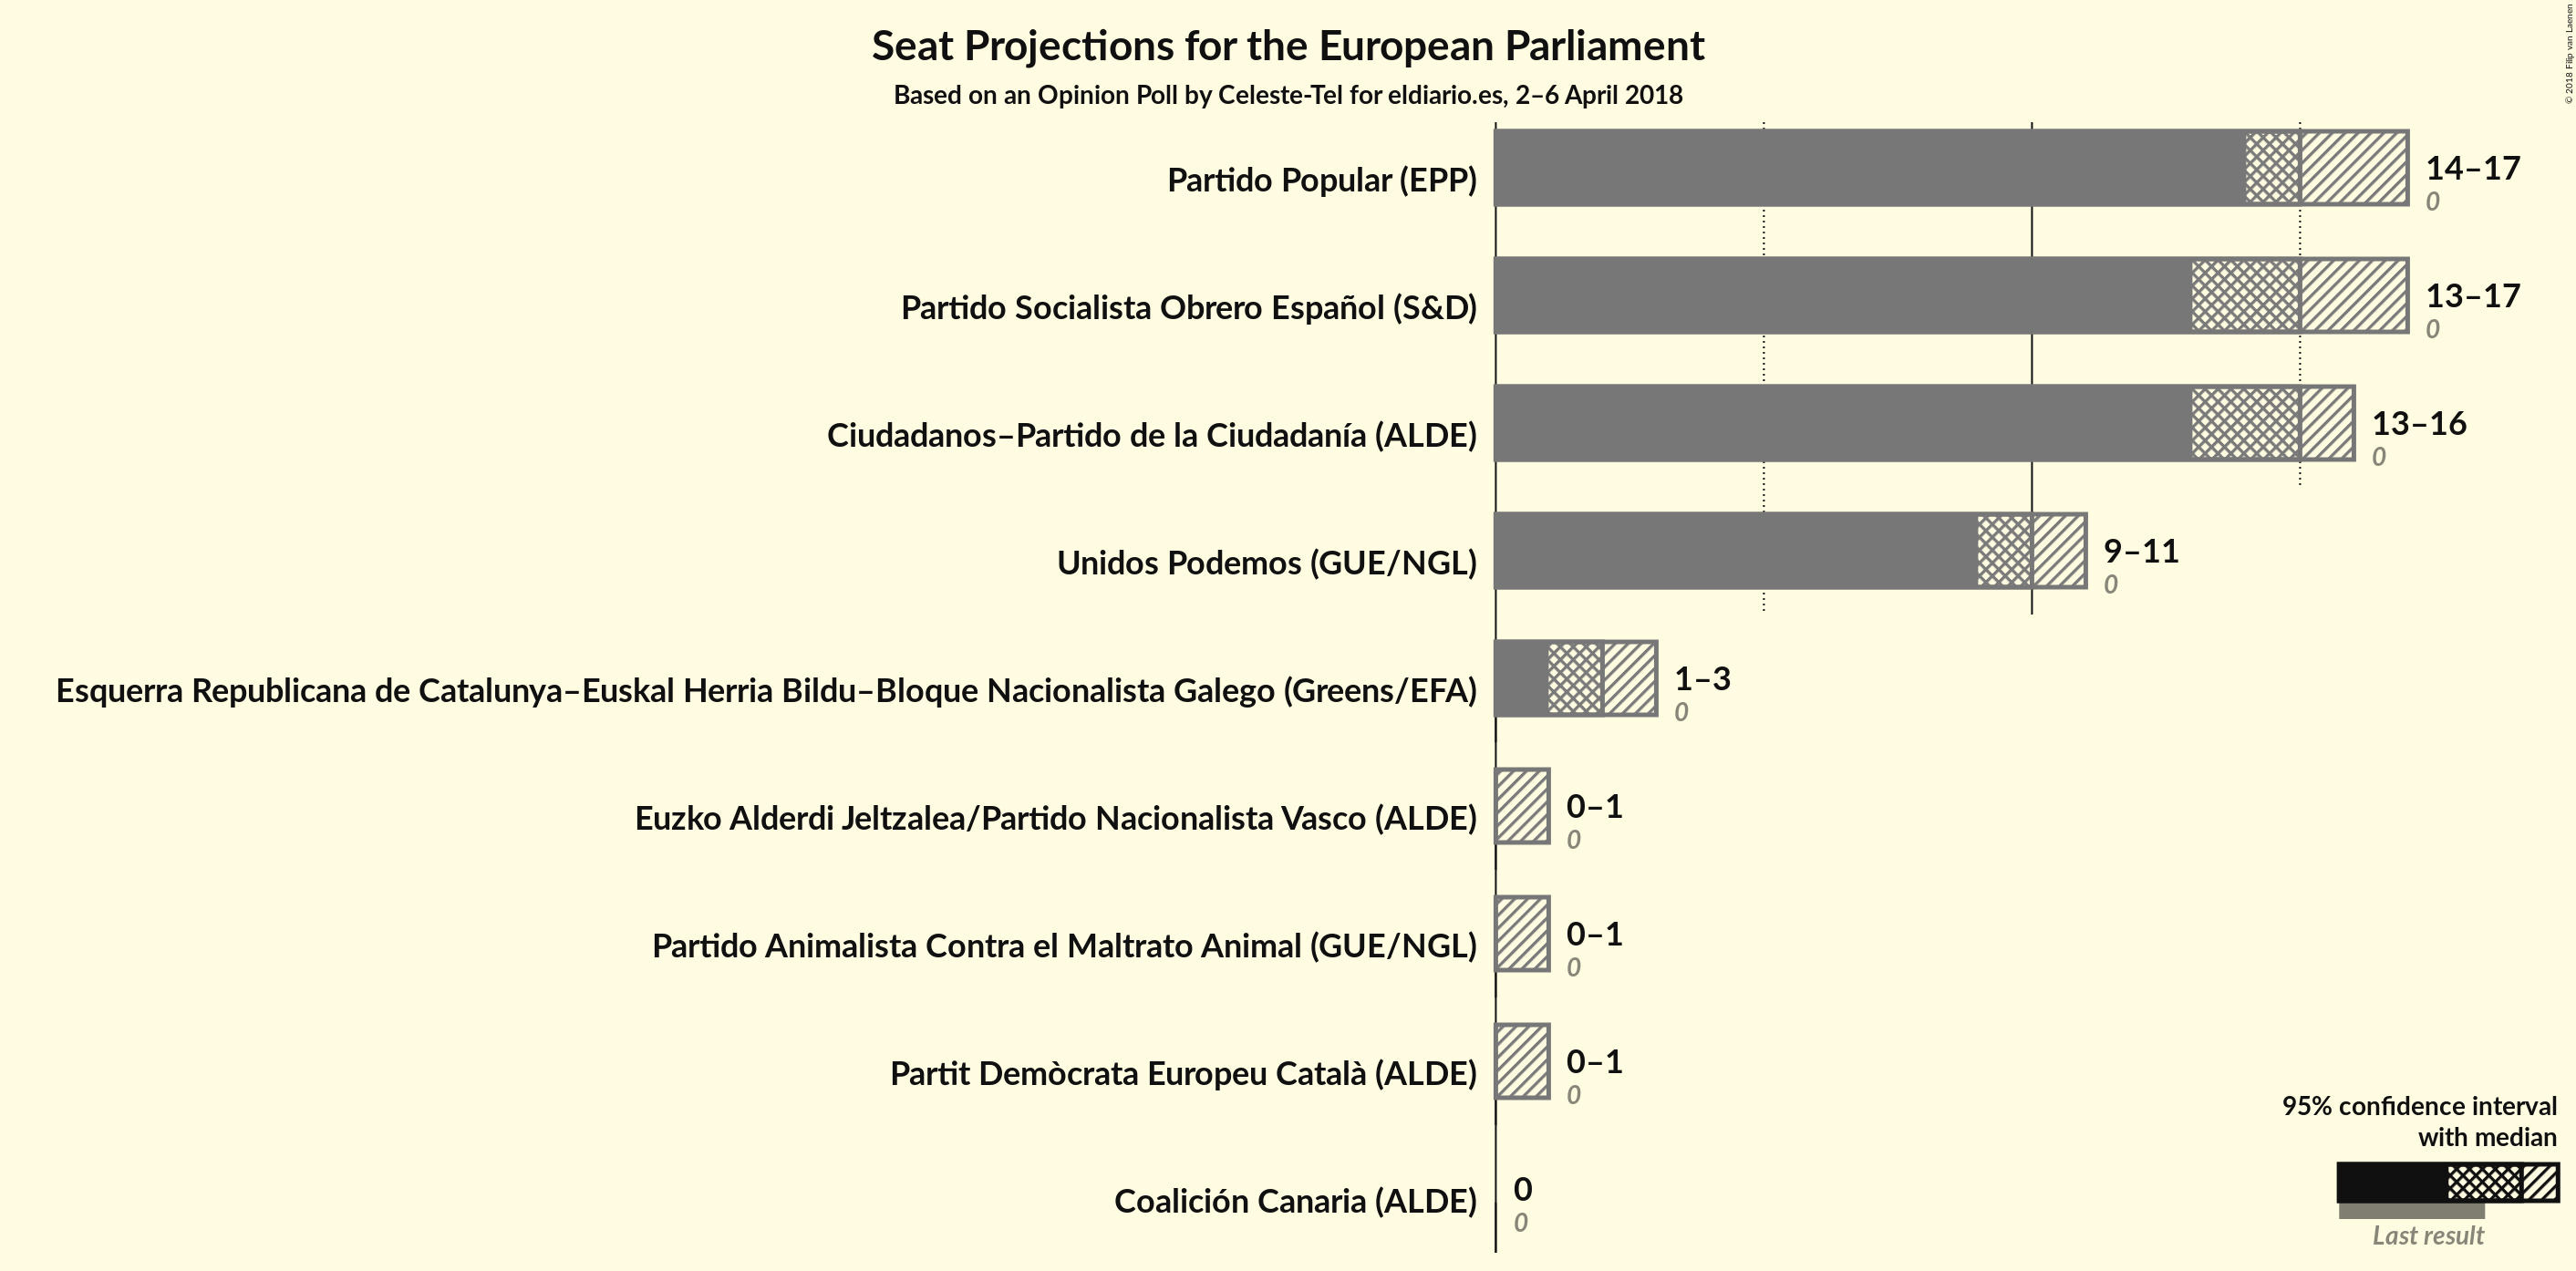 Seat Projections for the European Parliament
Based on an Opinion Poll by Celeste-Tel for eldiario.es, 2–6 April 2018
© 2018 Filip van Laenen
Partido Popular (EPP)
14–17
0
Partido Socialista Obrero Español (S&D)
13–17
0
Ciudadanos–Partido de la Ciudadanía (ALDE)
13–16
0
Unidos Podemos (GUE/NGL)
9–11
0
Esquerra Republicana de Catalunya–Euskal Herria Bildu–Bloque Nacionalista Galego (Greens/EFA)
1–3
0
Euzko Alderdi Jeltzalea/Partido Nacionalista Vasco (ALDE)
0–1
0
Partido Animalista Contra el Maltrato Animal (GUE/NGL)
0–1
0
Partit Demòcrata Europeu Català (ALDE)
0–1
0
Coalición Canaria (ALDE)
0
0
95% confidence interval
with median
Last result